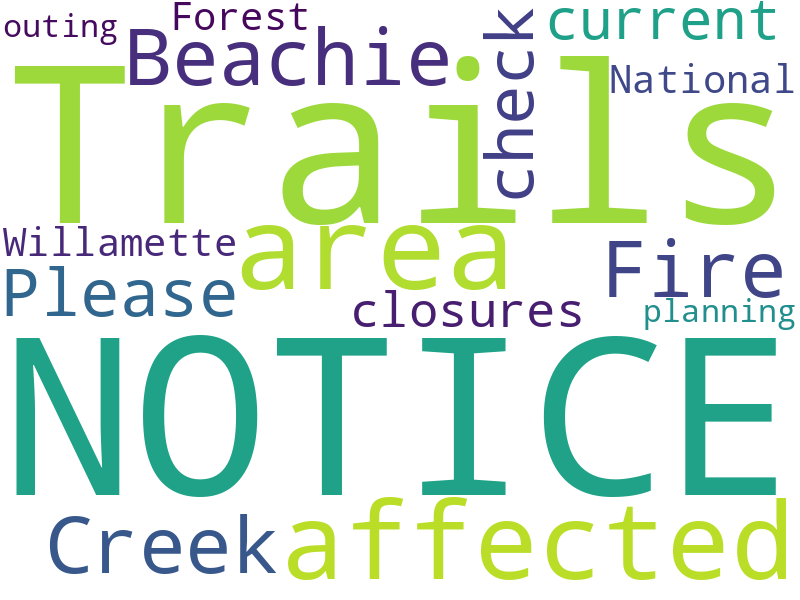 outing
Forest
current
Beachie
check
National
Trails
Willamette
area
Fire
Please
closures
planning
NOTICE
Creek
affected